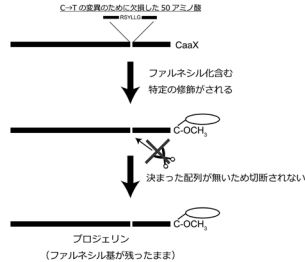 C→T の変異のために欠損した 50 アミノ酸
RSYLLG
CaaX
ファルネシル化含む
特定の修飾がされる
C-OCH3
決まった配列が無いため切断されない
C-OCH3
プロジェリン
（ファルネシル基が残ったまま）